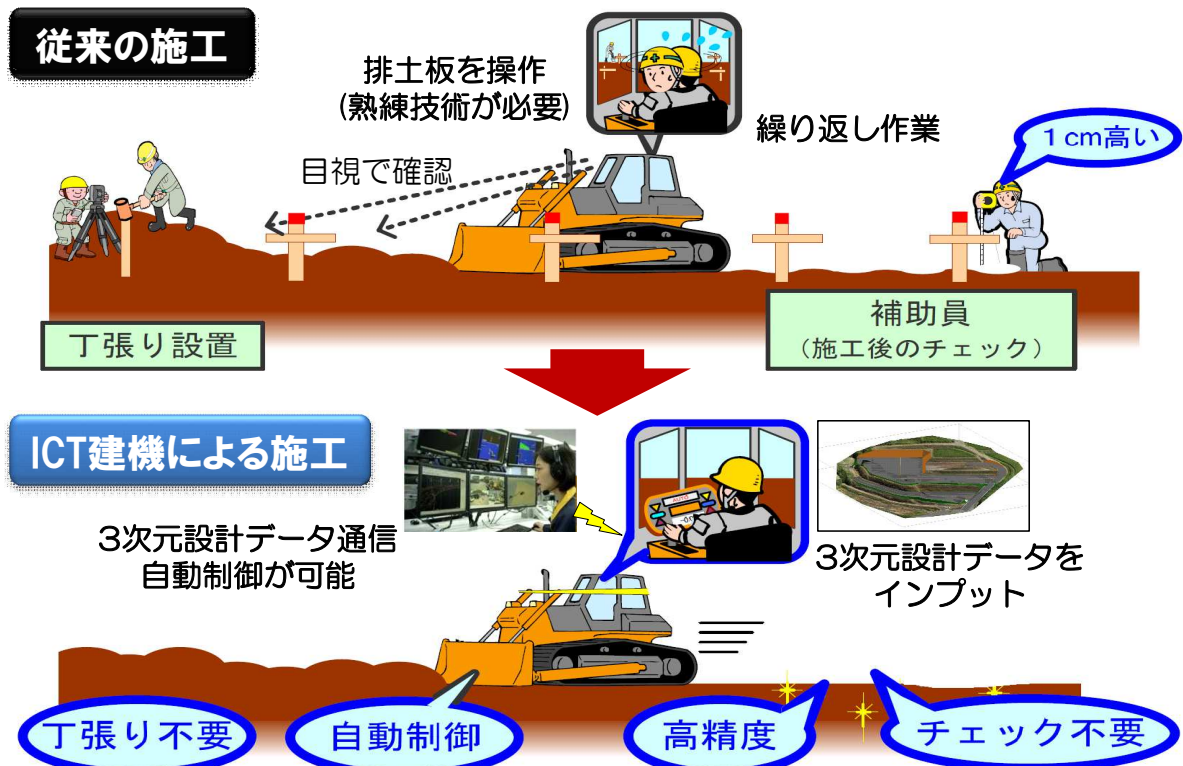 従来の施工
排土板を操作
(熟練技術が必要)
繰り返し作業
1cm高い
目視で確認
丁張り設置
補助員
(施工後のチェック)
ICT建機による施工
3次元設計データ通信
自動制御が可能
AUTO
3次元設計データを
インプット
丁張り不要
自動制御
高精度
チェック不要